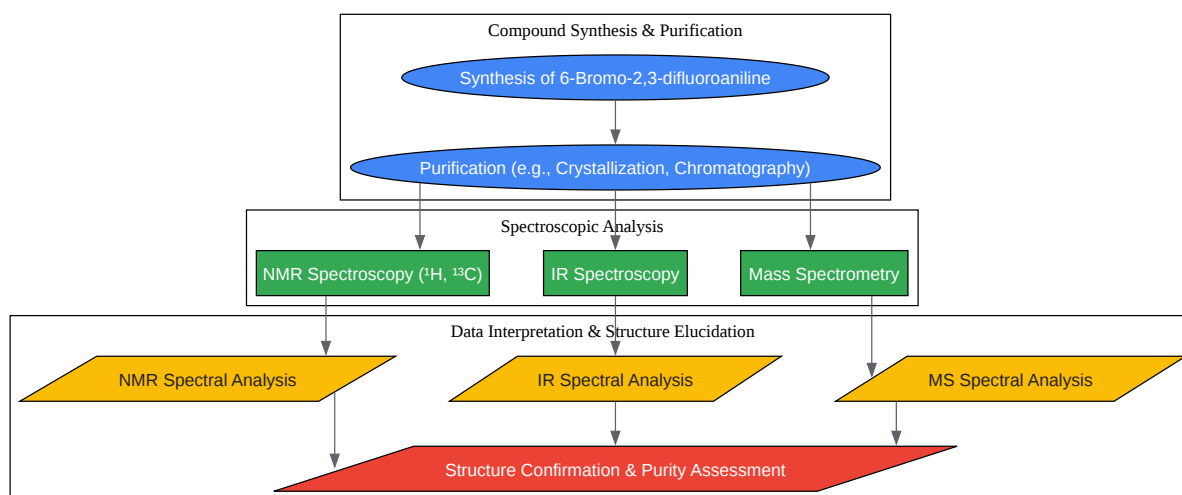 Compound Synthesis & Purification
Synthesis of 6-Bromo-2,3-difluoroaniline
Purification (e.g., Crystallization, Chromatography)
Spectroscopic Analysis
NMR Spectroscopy (¹H, ¹³C)
IR Spectroscopy
Mass Spectrometry
Data Interpretation & Structure Elucidation
NMR Spectral Analysis
IR Spectral Analysis
MS Spectral Analysis
Structure Confirmation & Purity Assessment